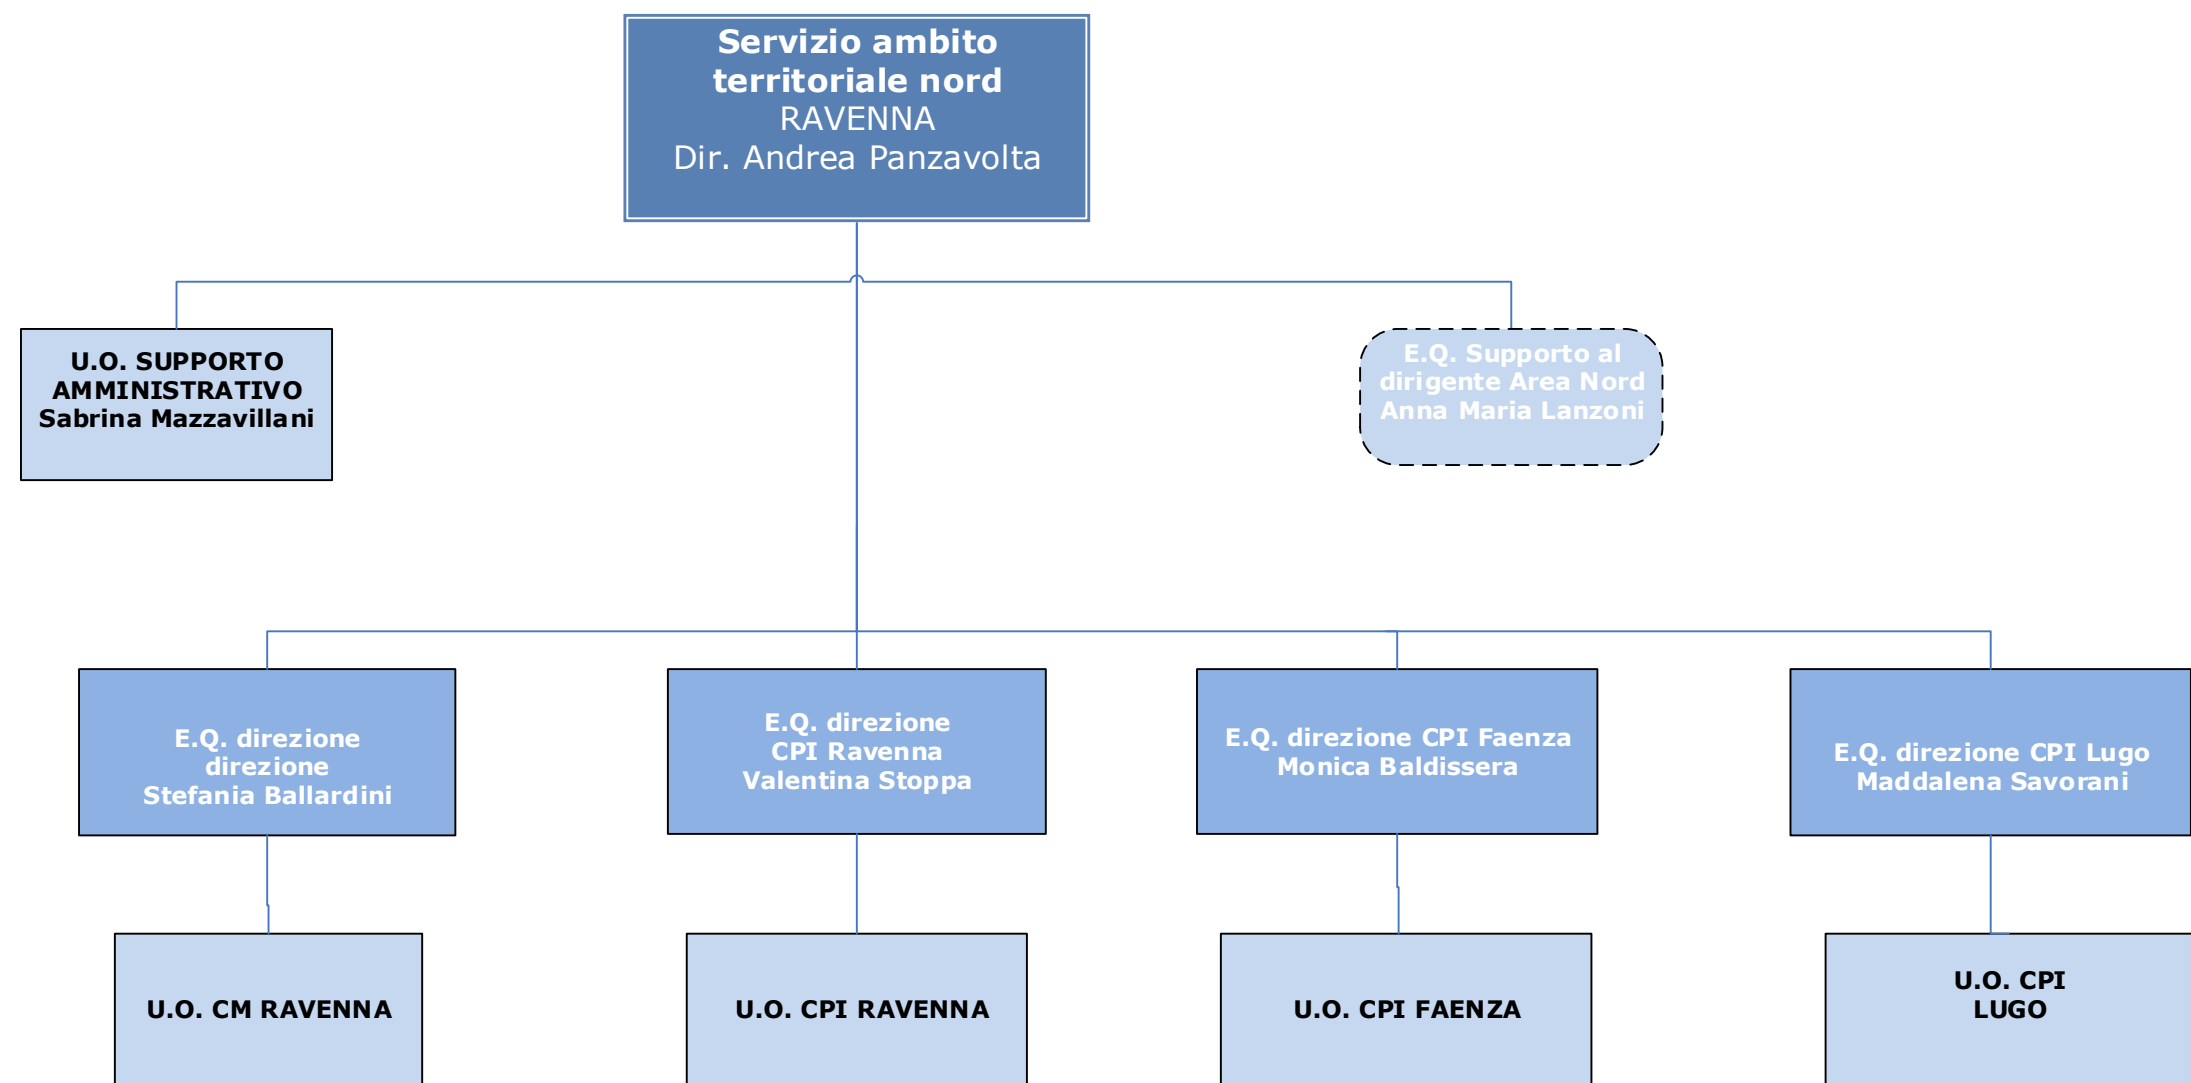 Servizio ambito
territoriale nord
RAVENNA
Dir. Andrea Panzavolta
U.O. SUPPORTO
AMMINISTRATIVO
Sabrina Mazzavillani
E.Q. Supporto al
dirigente Area Nord
Anna Maria Lanzoni
E.Q. direzione
direzione
Stefania Ballardini
E.Q. direzione
CPI Ravenna
Valentina Stoppa
E.Q. direzione CPI Faenza
Monica Baldissera
E.Q. direzione CPI Lugo
Maddalena Savorani
U.O. CM RAVENNA
U.O. CPI RAVENNA
U.O. CPI FAENZA
U.O. CPI
LUGO